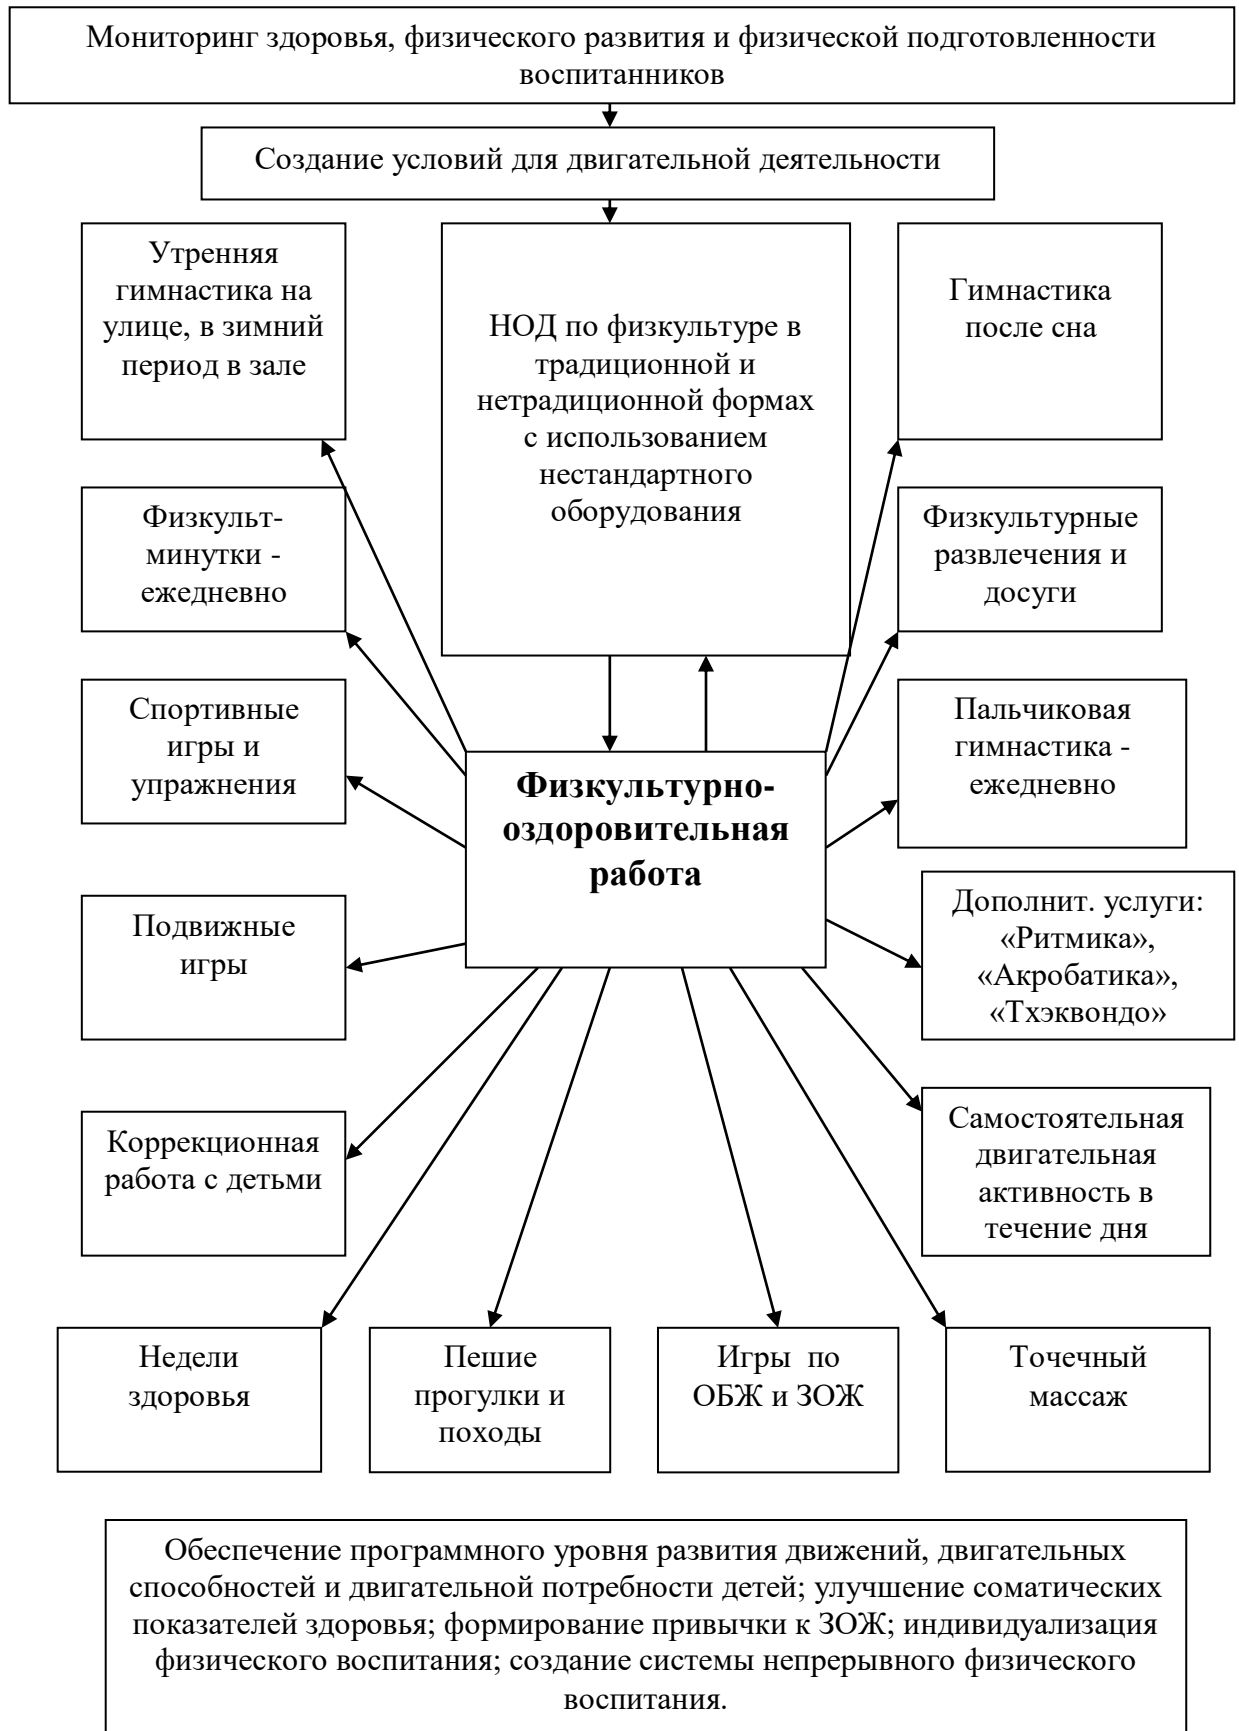 Мониторинг здоровья, физического развития и физической подготовленности
воспитанников
Создание условий для двигательной деятельности
Утренняя
гимнастика на
улице, в зимний
период в зале
НОД по физкультуре в
традиционной и
нетрадиционной формах
с использованием
нестандартного
оборудования
Гимнастика
после сна
Физкульт-
минутки -
ежедневно
Физкультурные
развлечения и
досуги
Спортивные
игры и
упражнения
Физкультурно-
оздоровительная
работа
Пальчиковая
гимнастика -
ежедневно
Подвижные
игры
Дополнит. услуги:
«Ритмика»,
«Акробатика»,
«Тхэквондо»
Коррекционная
работа с детьми
Самостоятельная
двигательная
активность в
течение дня
Недели
здоровья
Пешие
прогулки и
походы
Игры по
ОБЖ и ЗОЖ
Точечный
массаж
Обеспечение программного уровня развития движений, двигательных
способностей и двигательной потребности детей; улучшение соматических
показателей здоровья; формирование привычки к ЗОЖ; индивидуализация
физического воспитания; создание системы непрерывного физического
воспитания.